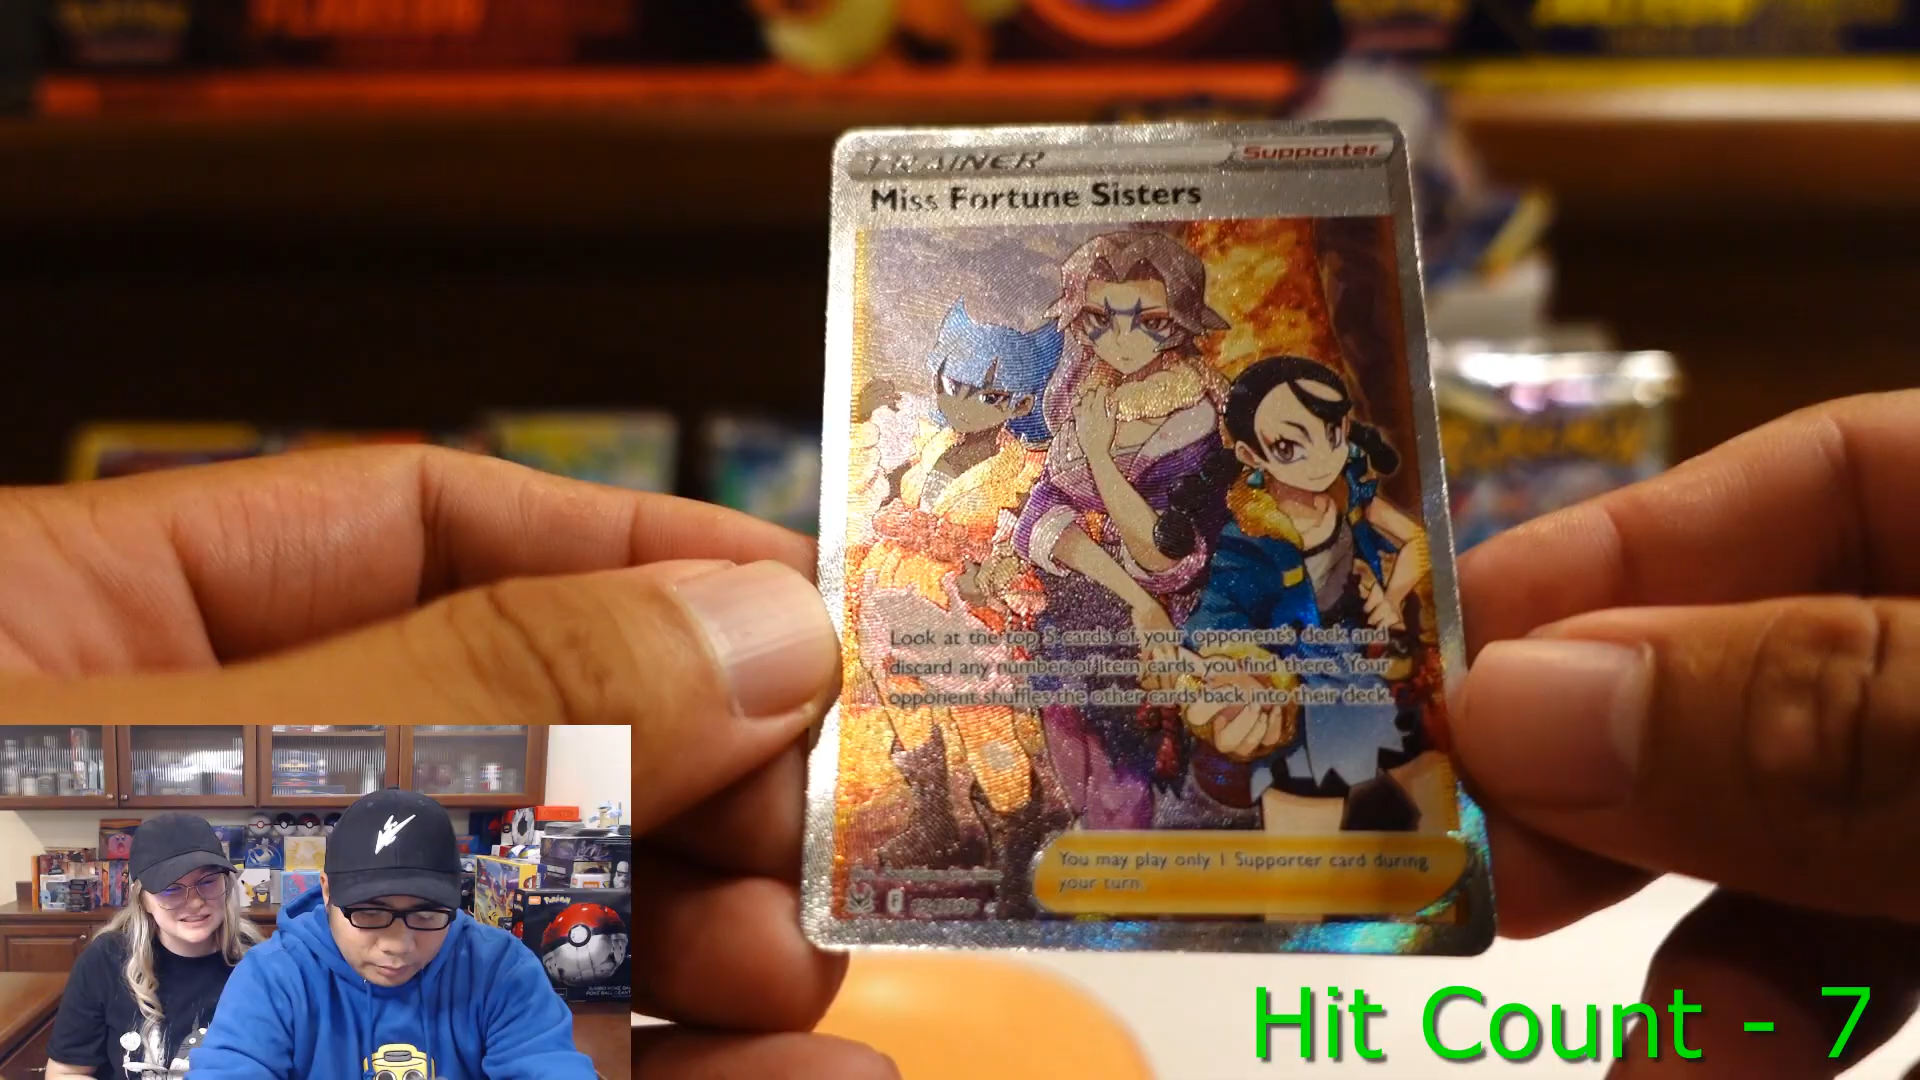 TRAINER
Supporter
Miss Fortune Sisters
Look at the top 5 cards of your opponent's deck and
discard any number of Item cards you find there. Your
opponent shuffles the other cards back into their deck.
You may play only 1 Supporter card during
your turn.
F
Pokémon
Hit Count - 7